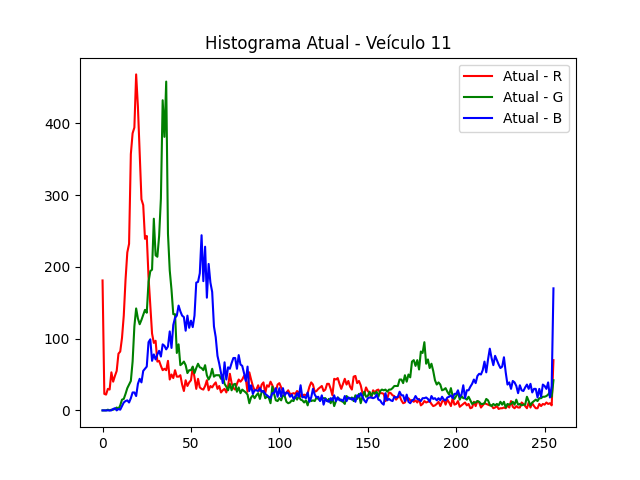 Histograma Atual - Veículo 11
Atual - R
Atual - G
Atual - B
400
300
200
100
0
0 50 100 150 200 250